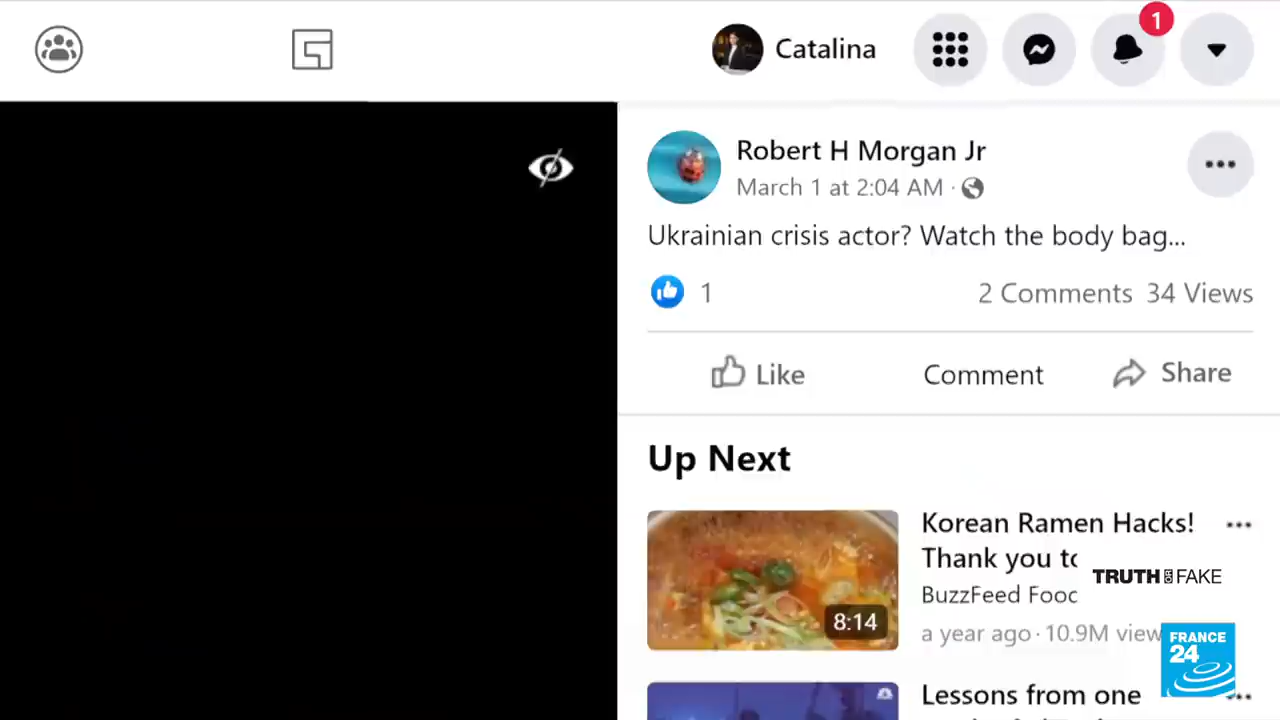 Catalina
1
Robert H Morgan Jr
March 1 at 2:04 AM ·
Ukrainian crisis actor? Watch the body bag...
1
2 Comments 34 Views
Like
Comment
Share
Up Next
8:14
Korean Ramen Hacks!
Thank you to
BuzzFeed Food
a year ago · 10.9M view
TRUTH OR FAKE
FRANCE
24
Lessons from one